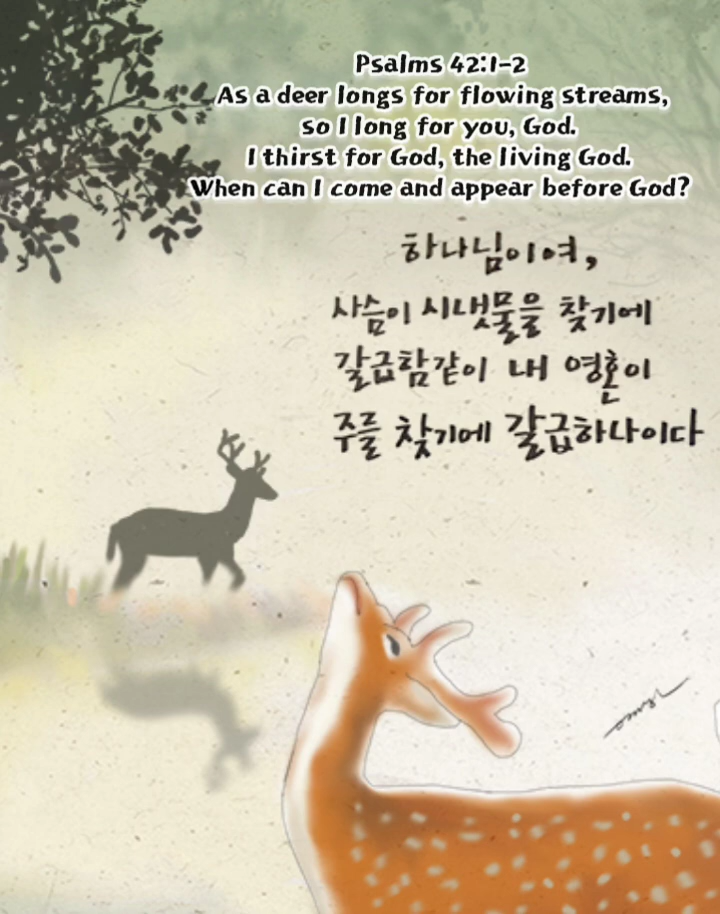 Psalms 42:1-2
As a deer longs for flowing streams,
so I long for you, God.
I thirst for God, the living God.
When can I come and appear before God?
하나님이여,
사슴이 시냇물을 찾기에
갈급함같이 내 영혼이
주를 찾기에 갈급하나이다